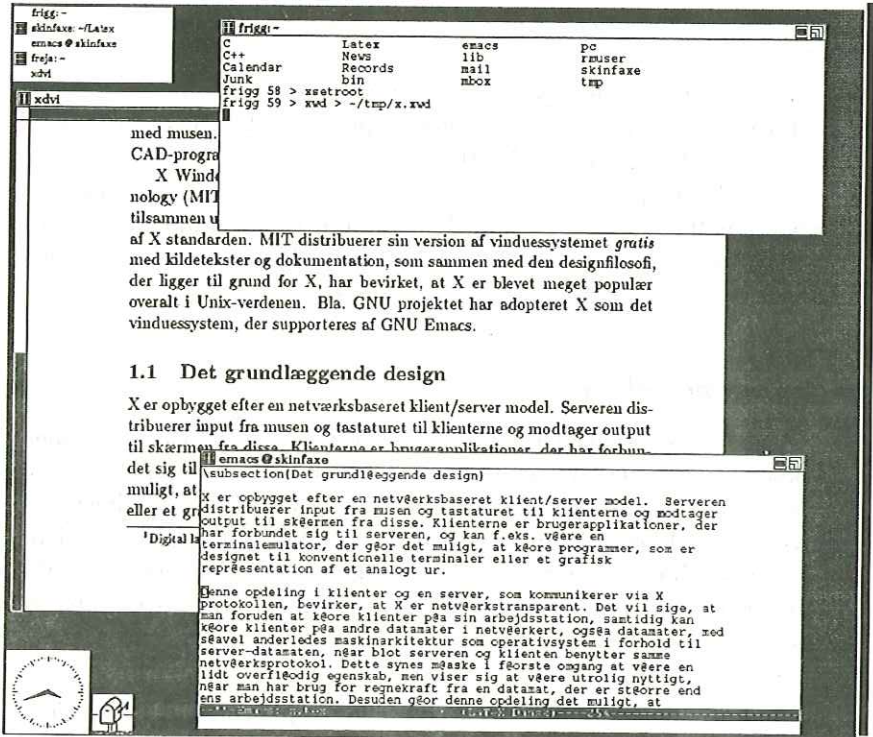 frigg: ~
skinfaxe: ~/Latex
emacs @ skinfaxe
freja: ~
xdvi
frigg: ~
C Latex emacs pc
C++ News lib rmuser
Calendar Records mail skinfaxe
Junk bin mbox tmp
frigg 58 > xsetroot
frigg 59 > xwd > ~/tmp/x.xwd
xdvi
med musen.
CAD-progra
X Wind
nology (MIT
tilsammen u
af X standarden. MIT distribuerer sin version af vinduessystemet gratis
med kildetekster og dokumentation, som sammen med den designfilosofi,
der ligger til grund for X, har bevirket, at X er blevet meget populær
overalt i Unix-verdenen. Bla. GNU projektet har adopteret X som det
vinduessystem, der supporteres af GNU Emacs.
1.1 Det grundlæggende design
X er opbygget efter en netværksbaseret klient/server model. Serveren dis-
tribuerer input fra musen og tastaturet til klienterne og modtager output
til skærmen fra disse. Klienterne er brugerapplikationer, der har forbun-
det sig til
muligt, at
eller et gr
1Digital la
emacs @ skinfaxe
\subsection{Det grundl@eggende design}
X er opbygget efter en netv@erksbaseret klient/server model. Serveren
distribuerer input fra musen og tastaturet til klienterne og modtager
output til sk@ermen fra disse. Klienterne er brugerapplikationer, der
har forbundet sig til serveren, og kan f.eks. v@ere en
terminalemulator, der g@or det muligt, at k@ore programmer, som er
designet til konventionelle terminaler eller et grafisk
repr@esentation af et analogt ur.
Denne opdeling i klienter og en server, som kommunikerer via X
protokollen, bevirker, at X er netv@erkstransparent. Det vil sige, at
man foruden at k@ore klienter p@a sin arbejdsstation, samtidig kan
k@ore klienter p@a andre datamater i netv@erkert, ogs@a datamater, med
s@avel anderledes maskinarkitektur som operativsystem i forhold til
server-datamaten, n@ar blot serveren og klienten benytter samme
netv@erksprotokol. Dette synes m@aske i f@orste omgang at v@ere en
lidt overfl@odig egenskab, men viser sig at v@ere utrolig nyttigt,
n@ar man har brug for regnekraft fra en datamat, der er st@orre end
ens arbejdsstation. Desuden g@or denne opdeling det muligt, at